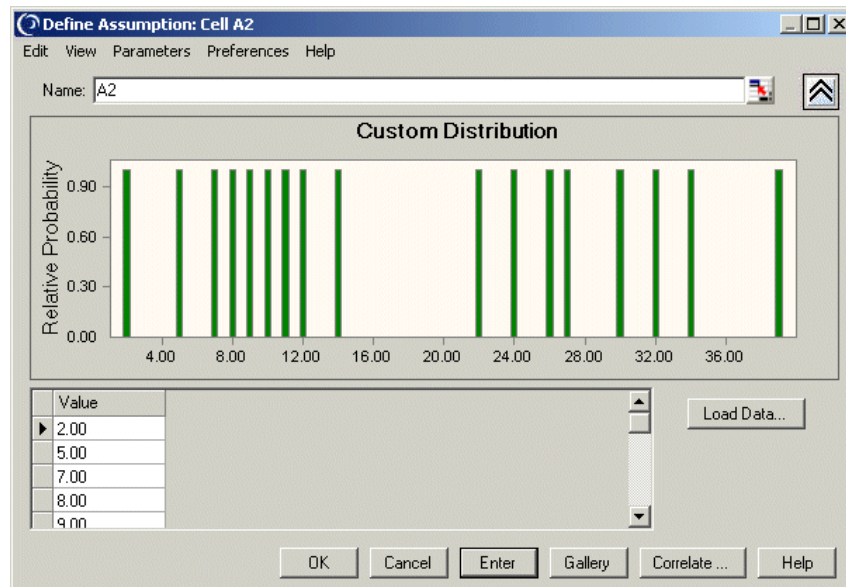 Define Assumption: Cell A2
Edit View Parameters Preferences Help
Name: A2
Custom Distribution
Relative Probability
0.90
0.60
0.30
0.00
4.00 8.00 12.00 16.00 20.00 24.00 28.00 32.00 36.00
Value
2.00
5.00
7.00
8.00
9.00
Load Data...
OK Cancel Enter Gallery Correlate ... Help